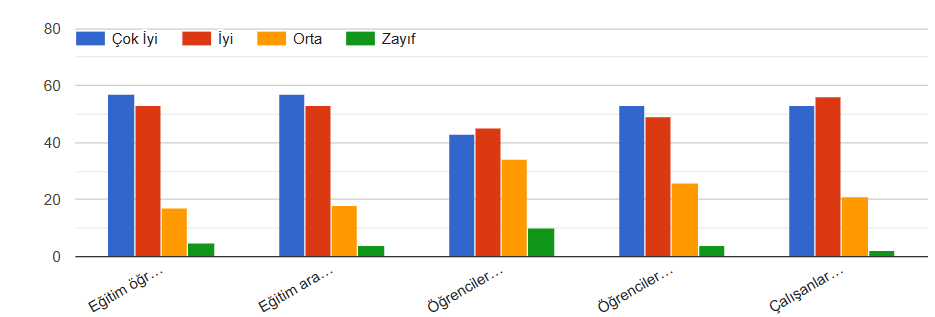 80
Çok İyi İyi Orta Zayıf
60
40
20
0
Eğitim öğr…
Eğitim ara…
Öğrenciler…
Öğrenciler…
Çalışanlar…